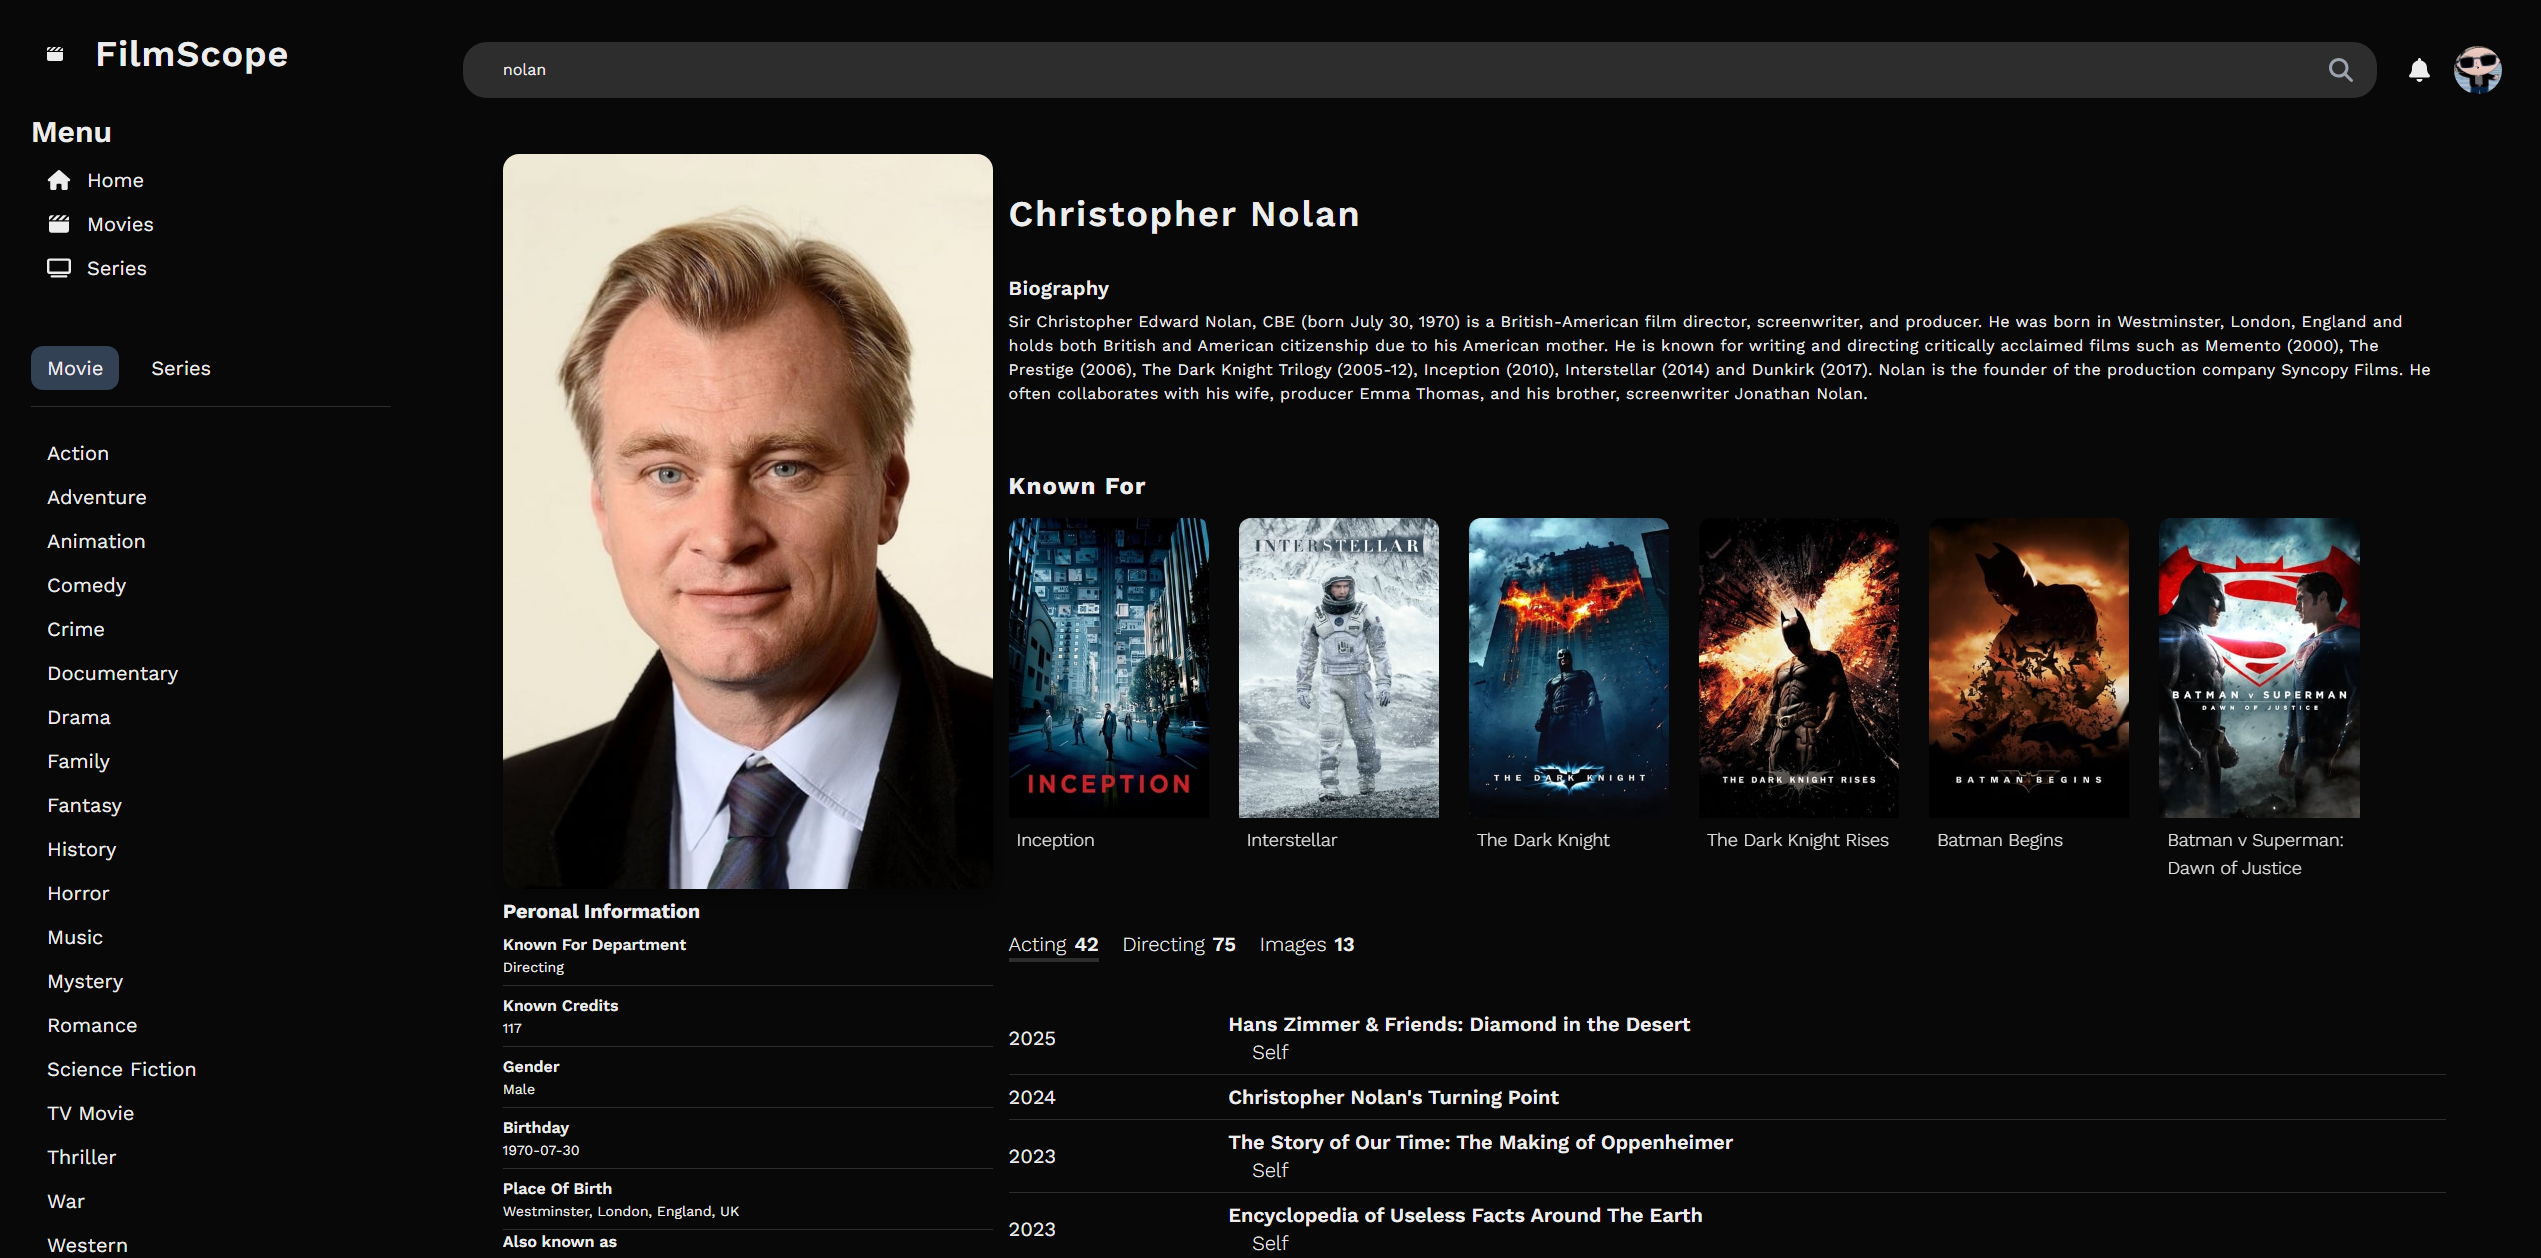 FilmScope
nolan
Menu
Home
Movies
Series
Movie
Series
Action
Adventure
Animation
Comedy
Crime
Documentary
Drama
Family
Fantasy
History
Horror
Music
Mystery
Romance
Science Fiction
TV Movie
Thriller
War
Western
Peronal Information
Known For Department
Directing
Known Credits
117
Gender
Male
Birthday
1970-07-30
Place Of Birth
Westminster, London, England, UK
Also known as
Christopher Nolan
Biography
Sir Christopher Edward Nolan, CBE (born July 30, 1970) is a British-American film director, screenwriter, and producer. He was born in Westminster, London, England and
holds both British and American citizenship due to his American mother. He is known for writing and directing critically acclaimed films such as Memento (2000), The
Prestige (2006), The Dark Knight Trilogy (2005-12), Inception (2010), Interstellar (2014) and Dunkirk (2017). Nolan is the founder of the production company Syncopy Films. He
often collaborates with his wife, producer Emma Thomas, and his brother, screenwriter Jonathan Nolan.
Known For
INCEPTION
Inception
INTERSTELLAR
Interstellar
THE DARK KNIGHT
The Dark Knight
THE DARK KNIGHT RISES
The Dark Knight Rises
BATMAN BEGINS
Batman Begins
BATMAN v SUPERMAN
DAWN OF JUSTICE
Batman v Superman:
Dawn of Justice
Acting 42 Directing 75 Images 13
2025
Hans Zimmer & Friends: Diamond in the Desert
Self
2024
Christopher Nolan's Turning Point
2023
The Story of Our Time: The Making of Oppenheimer
Self
2023
Encyclopedia of Useless Facts Around The Earth
Self